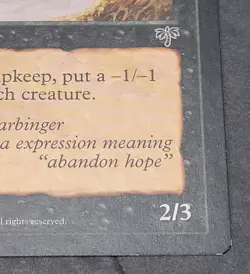 pkeep, put a –1/–1
ch creature.
arbinger
a expression meaning
"abandon hope"
l rights reserved.
2/3